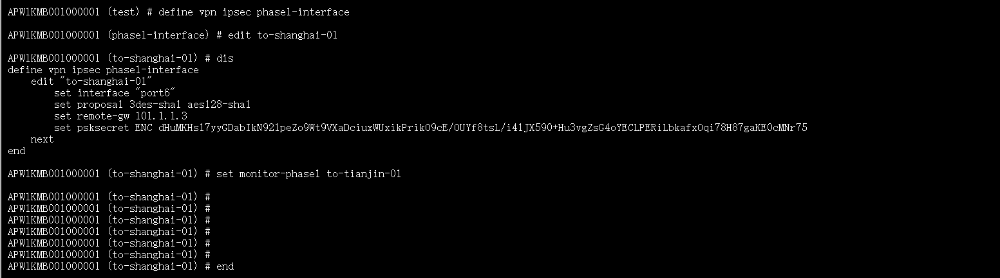 APW1KMB001000001 (test) # define vpn ipsec phase1-interface
APW1KMB001000001 (phase1-interface) # edit to-shanghai-01
APW1KMB001000001 (to-shanghai-01) # dis
define vpn ipsec phase1-interface
    edit "to-shanghai-01"
        set interface "port6"
        set proposal 3des-sha1 aes128-sha1
        set remote-gw 101.1.1.3
        set psksecret ENC dHuMKHs17yyGDabIkN921peZo9Wt9VXaDciuxWUxikPrikO9cE/0UYf8tsL/i41JX590+Hu3vgZsG4oYECLPERiLbkafx0qi78H87gaKE0cMNr75
    next
end
APW1KMB001000001 (to-shanghai-01) # set monitor-phase1 to-tianjin-01
APW1KMB001000001 (to-shanghai-01) #
APW1KMB001000001 (to-shanghai-01) #
APW1KMB001000001 (to-shanghai-01) #
APW1KMB001000001 (to-shanghai-01) #
APW1KMB001000001 (to-shanghai-01) #
APW1KMB001000001 (to-shanghai-01) #
APW1KMB001000001 (to-shanghai-01) # end